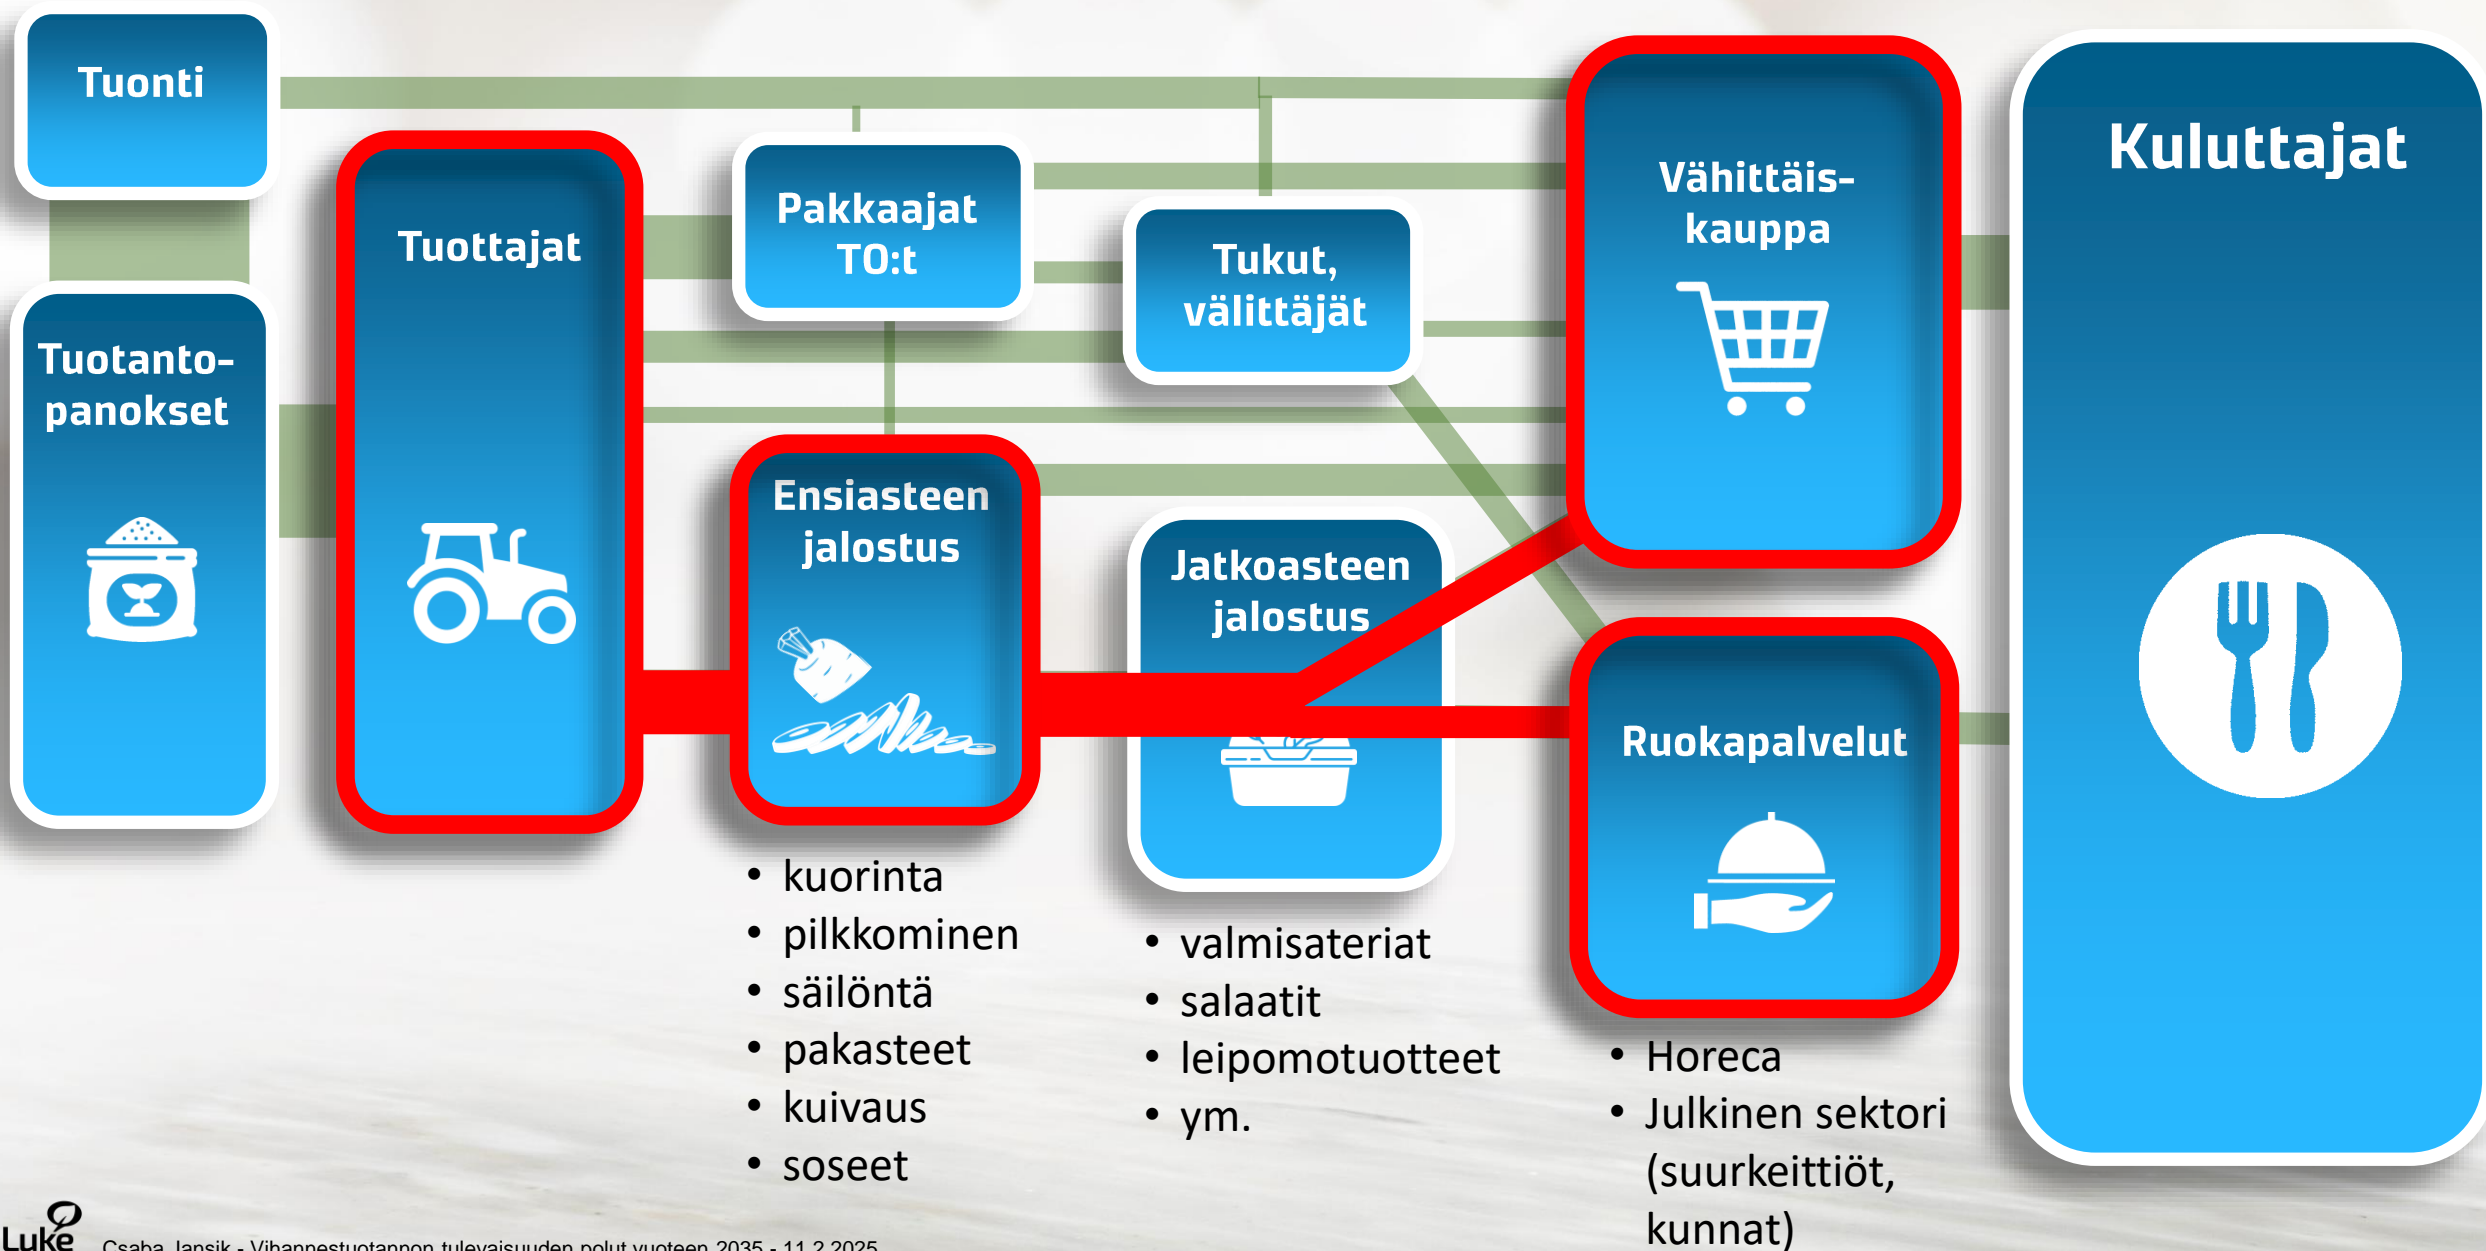 Tuonti
Tuotanto-
panokset
Tuottajat
Pakkaajat
TO:t
Ensiasteen
jalostus
• kuorinta
• pilkkominen
• säilöntä
• pakasteet
• kuivaus
• soseet
Tukut,
välittäjät
Jatkoasteen
jalostus
• valmisateriat
• salaatit
• leipomotuotteet
• ym.
Vähittäis-
kauppa
Ruokapalvelut
• Horeca
• Julkinen sektori
(suurkeittiöt,
kunnat)
Kuluttajat
Luke
Csaba Jansik - Vihannestuotannon tulevaisuuden polut vuoteen 2035 - 11.2.2025